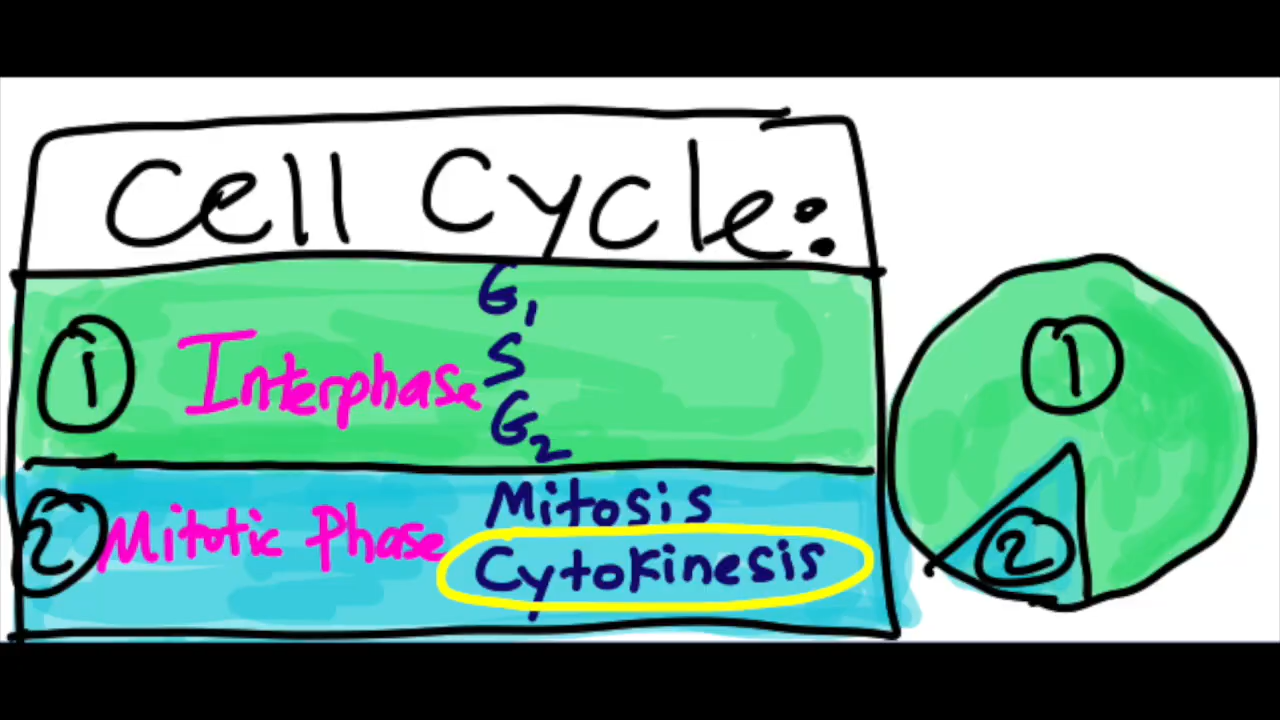 Cell Cycle:
1 Interphase
G1
S
G2
2 Mitotic Phase
Mitosis
Cytokinesis
1
2